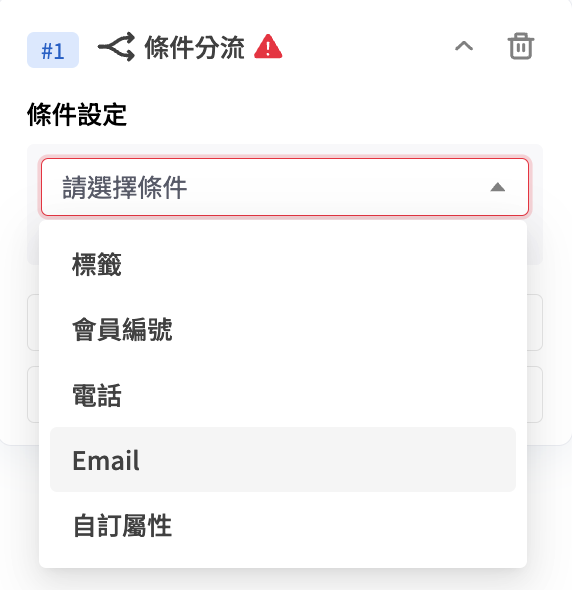 #1 條件分流
條件設定
請選擇條件
標籤
會員編號
電話
Email
自訂屬性